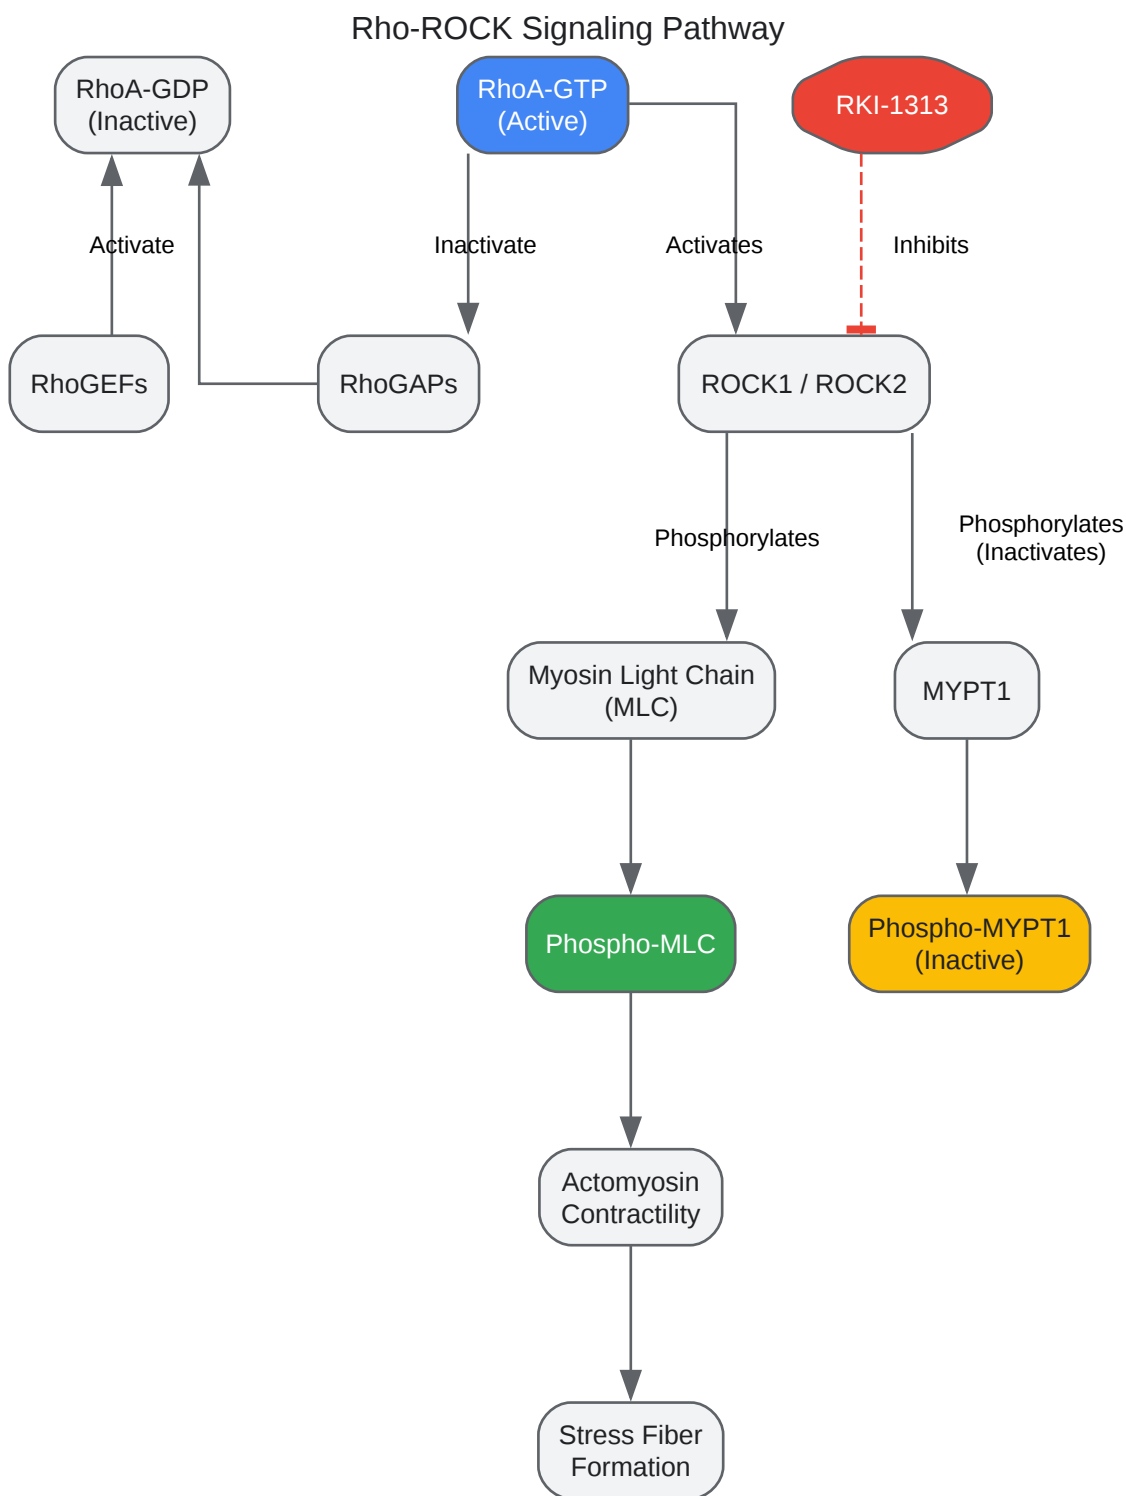 Rho-ROCK Signaling Pathway
RhoA-GDP
(Inactive)
RhoA-GTP
(Active)
RKI-1313
Activate
Inactivate
Activates
Inhibits
RhoGEFs
RhoGAPs
ROCK1 / ROCK2
Phosphorylates
Phosphorylates
(Inactivates)
Myosin Light Chain
(MLC)
MYPT1
Phospho-MLC
Phospho-MYPT1
(Inactive)
Actomyosin
Contractility
Stress Fiber
Formation